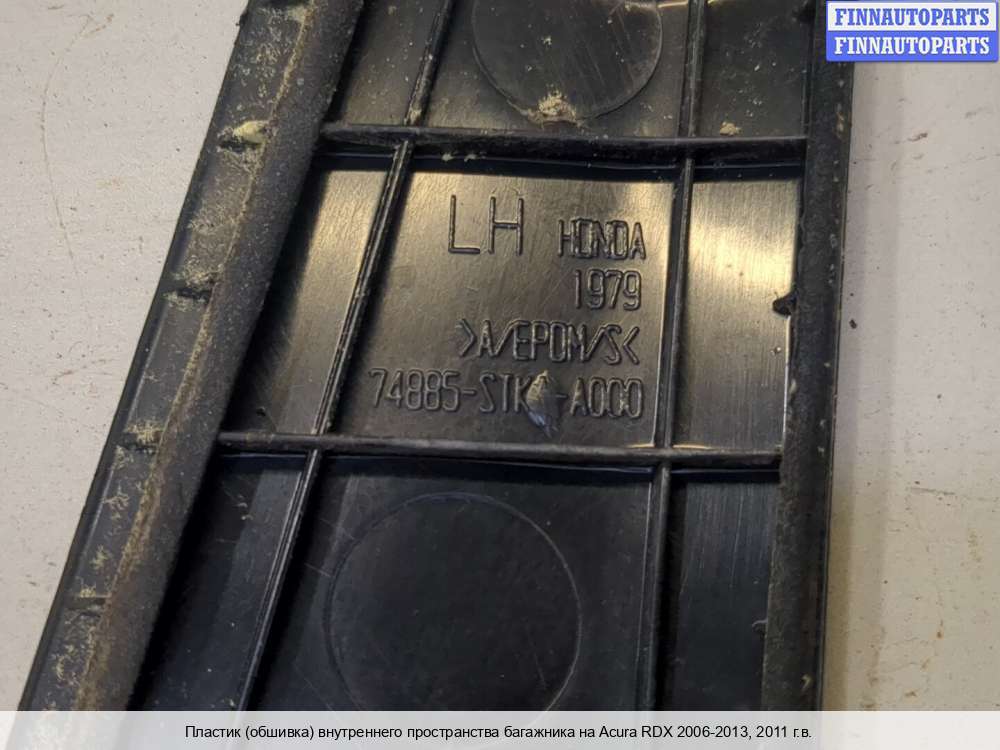 FINNAUTOPARTS
FINNAUTOPARTS
LH HONDA
1979
>A/EPDM/S<
Пластик (обшивка) внутреннего пространства багажника на Acura RDX 2006-2013, 2011 г.в.